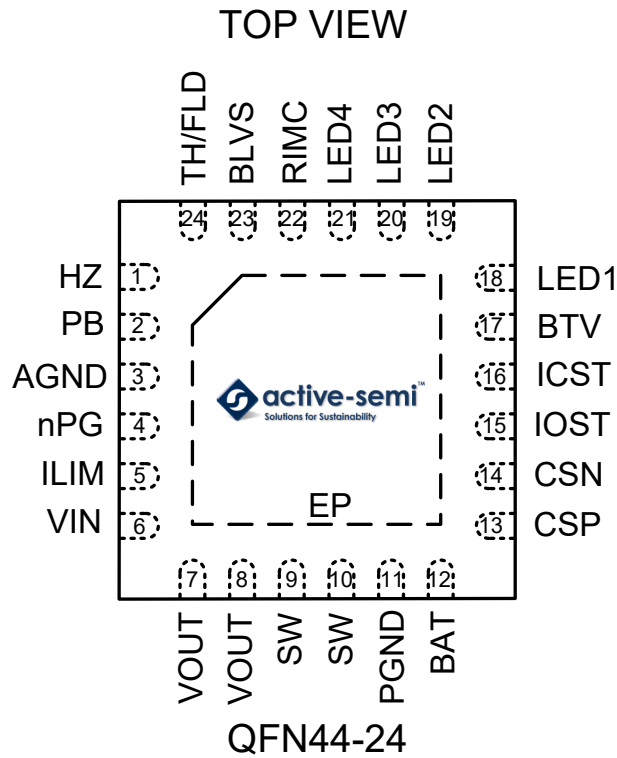 TOP VIEW
TH/FLD
BLVS
RIMC
LED4
LED3
LED2
24
23
22
21
20
19
HZ 1
PB 2
AGND 3
nPG 4
ILIM 5
VIN 6
18 LED1
17 BTV
16 ICST
15 IOST
14 CSN
13 CSP
active-semi™
Solutions for Sustainability
EP
7
8
9
10
11
12
VOUT
VOUT
SW
SW
PGND
BAT
QFN44-24